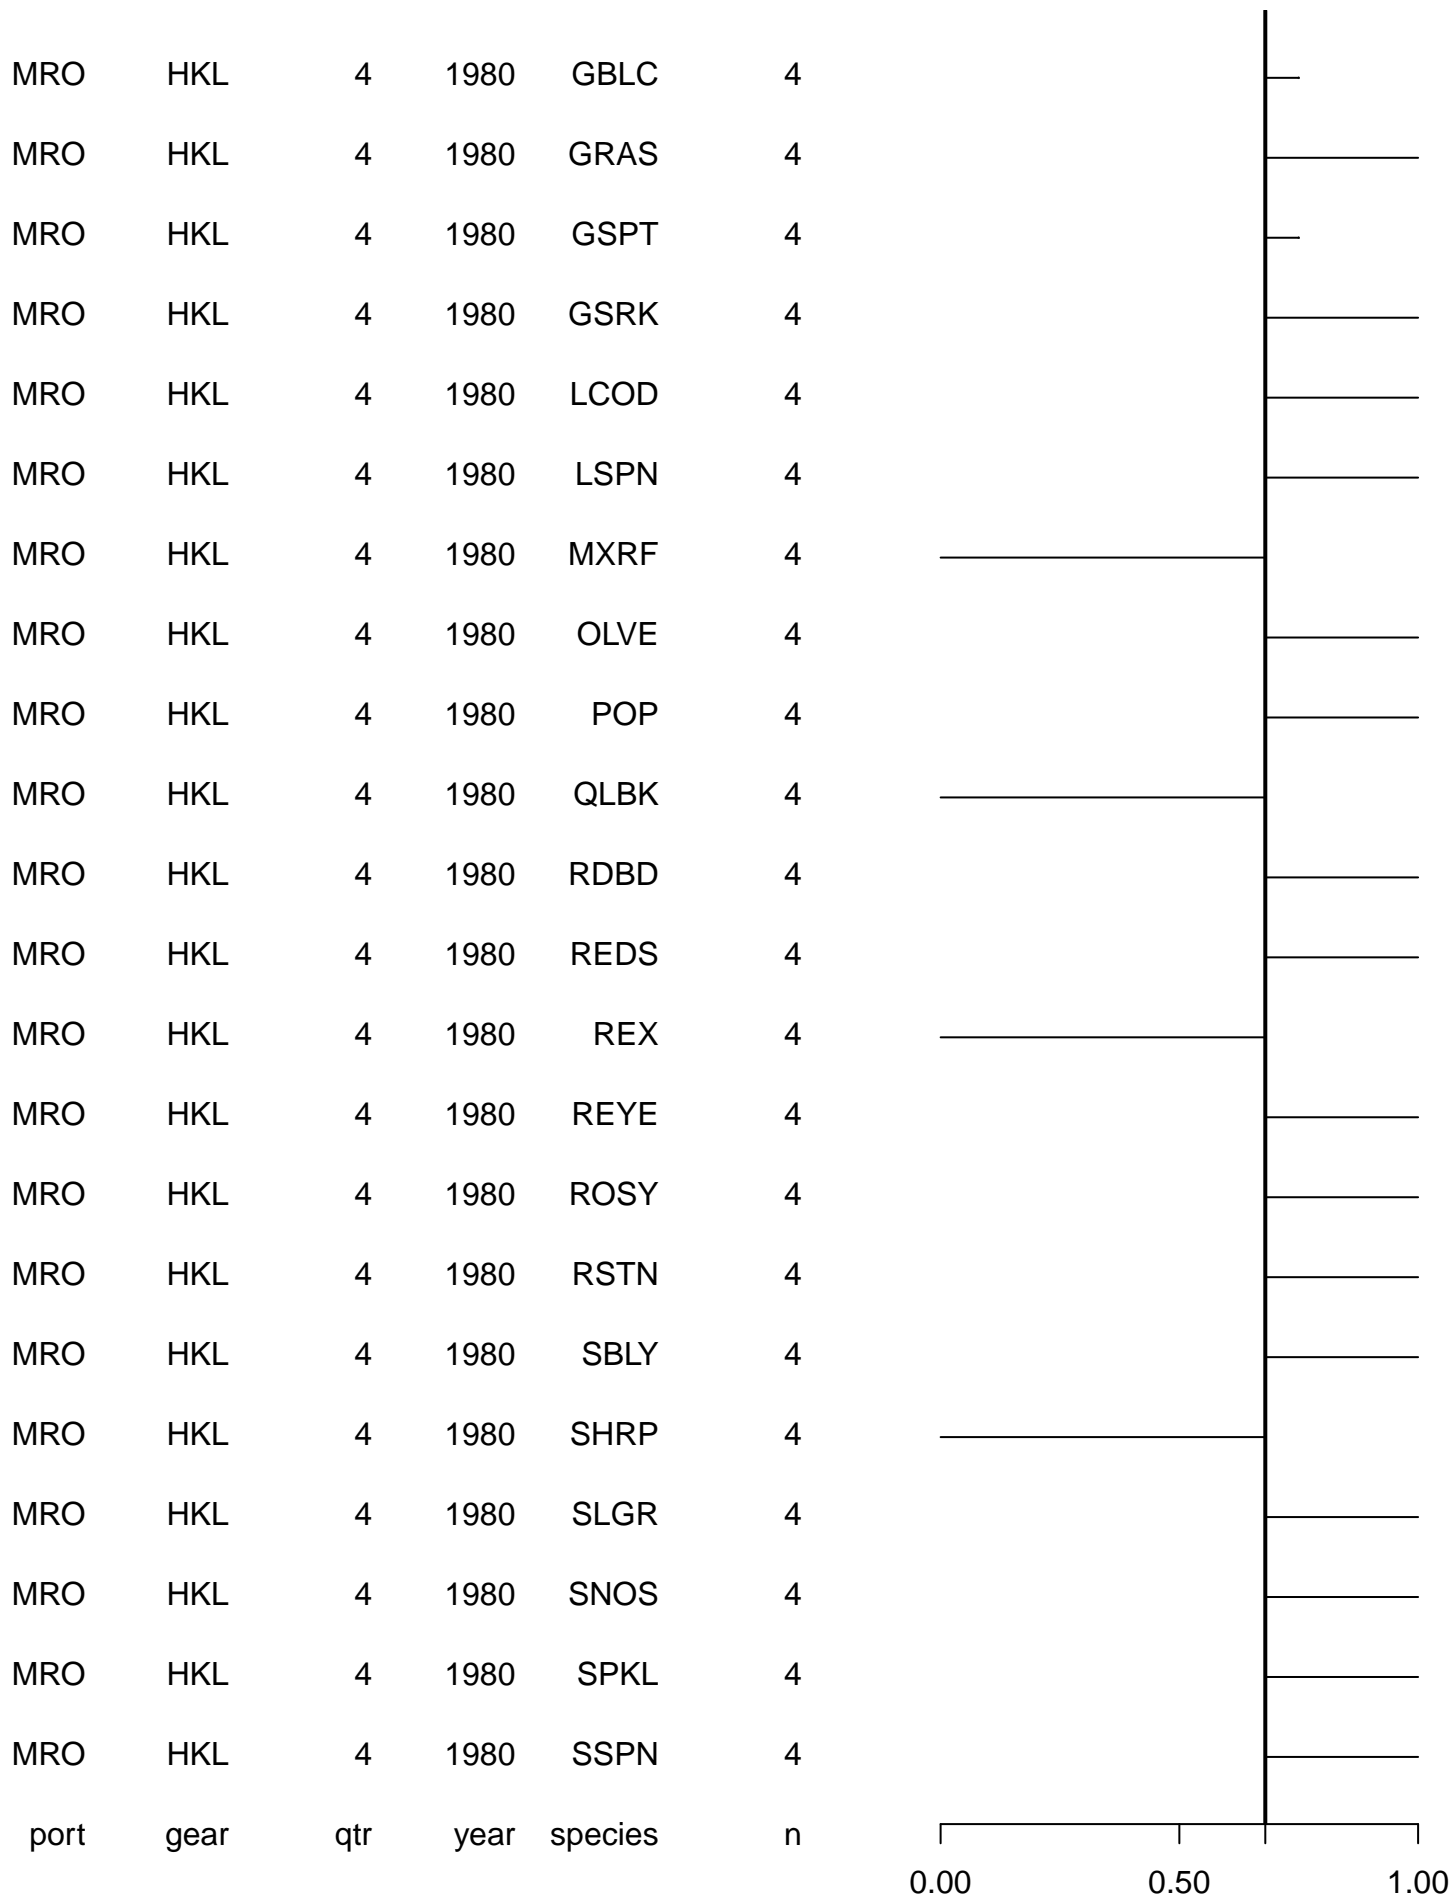 MRO HKL 4 1980 GBLC 4
MRO HKL 4 1980 GRAS 4
MRO HKL 4 1980 GSPT 4
MRO HKL 4 1980 GSRK 4
MRO HKL 4 1980 LCOD 4
MRO HKL 4 1980 LSPN 4
MRO HKL 4 1980 MXRF 4
MRO HKL 4 1980 OLVE 4
MRO HKL 4 1980 POP 4
MRO HKL 4 1980 QLBK 4
MRO HKL 4 1980 RDBD 4
MRO HKL 4 1980 REDS 4
MRO HKL 4 1980 REX 4
MRO HKL 4 1980 REYE 4
MRO HKL 4 1980 ROSY 4
MRO HKL 4 1980 RSTN 4
MRO HKL 4 1980 SBLY 4
MRO HKL 4 1980 SHRP 4
MRO HKL 4 1980 SLGR 4
MRO HKL 4 1980 SNOS 4
MRO HKL 4 1980 SPKL 4
MRO HKL 4 1980 SSPN 4
port gear qtr year species n
0.00 0.50 1.00